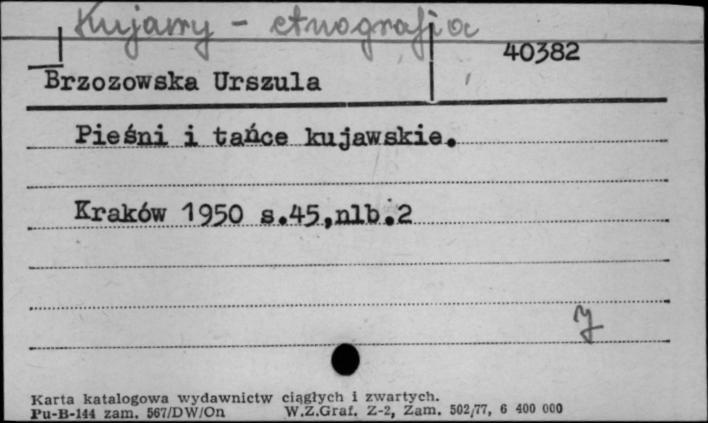 Kujawy - etnografia
40382
Brzozowska Urszula
Pieśni i tańce kujawskie.
Kraków 1950 s.45,nlb.2
Karta katalogowa wydawnictw ciągłych i zwartych.
Pu-B-144 zam. 567/DW/On W.Z.Graf. Z-2, Zam. 502/77, 6 400 000